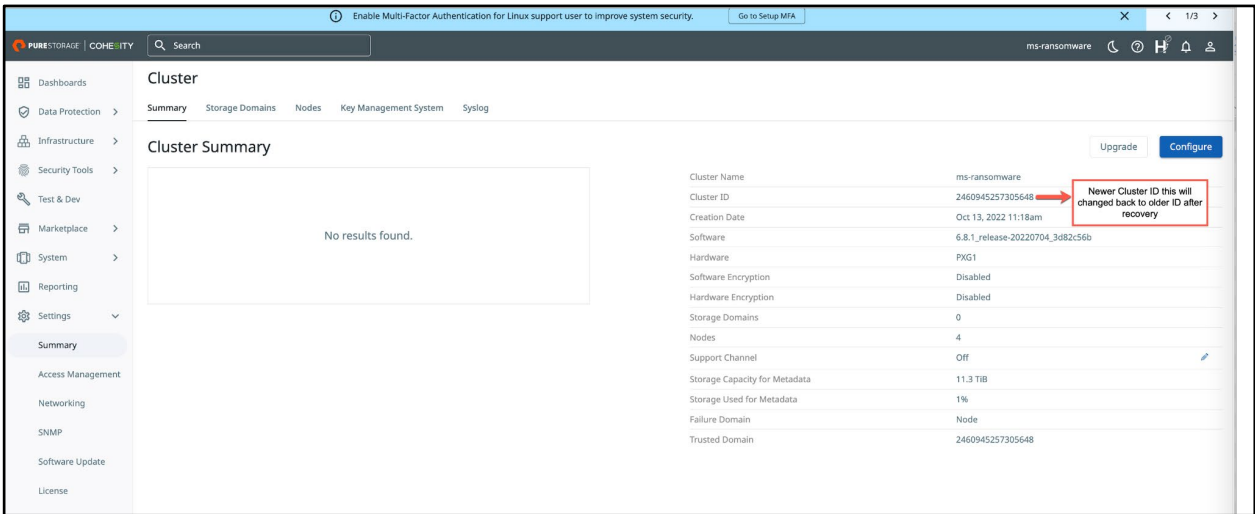 Enable Multi-Factor Authentication for Linux support user to improve system security. Go to Setup MFA 1/3
PURESTORAGE COHESITY Search ms-ransomware
Dashboards
Data Protection
Infrastructure
Security Tools
Test & Dev
Marketplace
System
Reporting
Settings
Summary
Access Management
Networking
SNMP
Software Update
License
Cluster
Summary Storage Domains Nodes Key Management System Syslog
Cluster Summary
Upgrade Configure
No results found.
Cluster Name ms-ransomware
Cluster ID 2460945257305648
Creation Date Oct 13, 2022 11:18am
Software 6.8.1_release-20220704_3d82c56b
Hardware PXG1
Software Encryption Disabled
Hardware Encryption Disabled
Storage Domains 0
Nodes 4
Support Channel Off
Storage Capacity for Metadata 11.3 TiB
Storage Used for Metadata 1%
Failure Domain Node
Trusted Domain 2460945257305648
Newer Cluster ID this will
changed back to older ID after
recovery